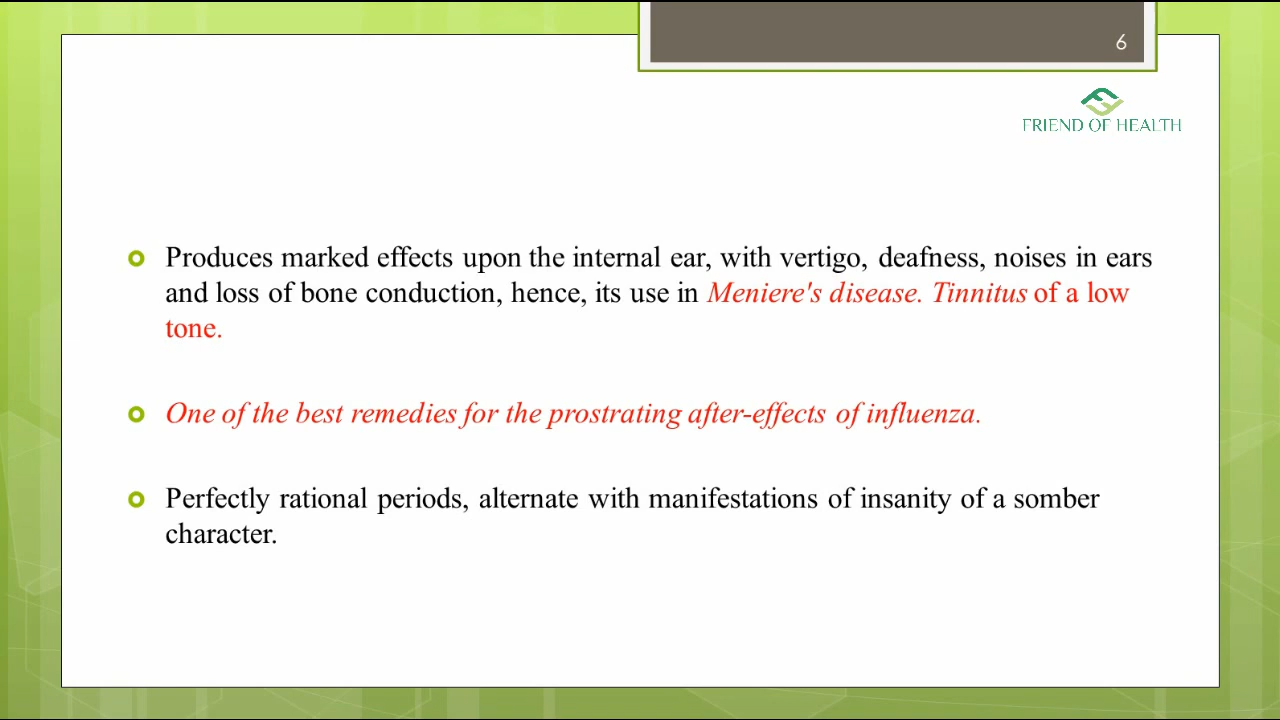 6
FRIEND OF HEALTH
Produces marked effects upon the internal ear, with vertigo, deafness, noises in ears
and loss of bone conduction, hence, its use in Meniere's disease. Tinnitus of a low
tone.
One of the best remedies for the prostrating after-effects of influenza.
Perfectly rational periods, alternate with manifestations of insanity of a somber
character.